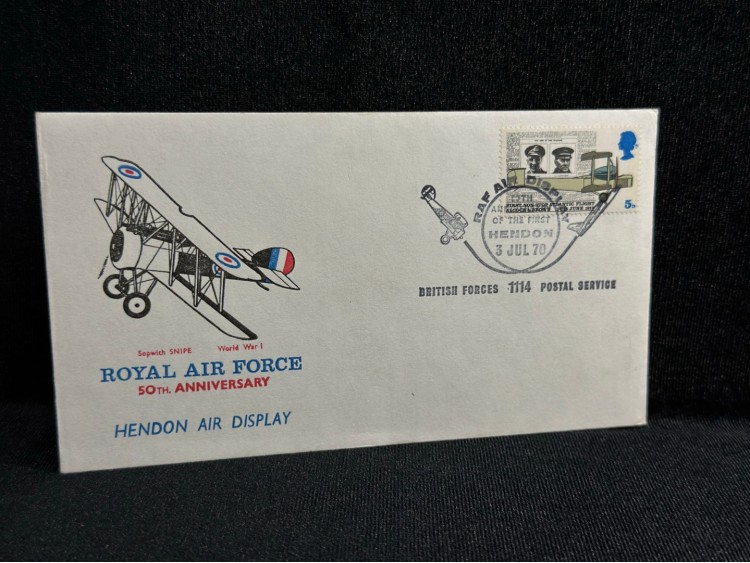 Sopwith SNIPE World War I
ROYAL AIR FORCE
50TH. ANNIVERSARY
HENDON AIR DISPLAY
5D
RAF AIR DISPLAY
OF THE FIRST
HENDON
3 JUL 70
BRITISH FORCES 1114 POSTAL SERVICE